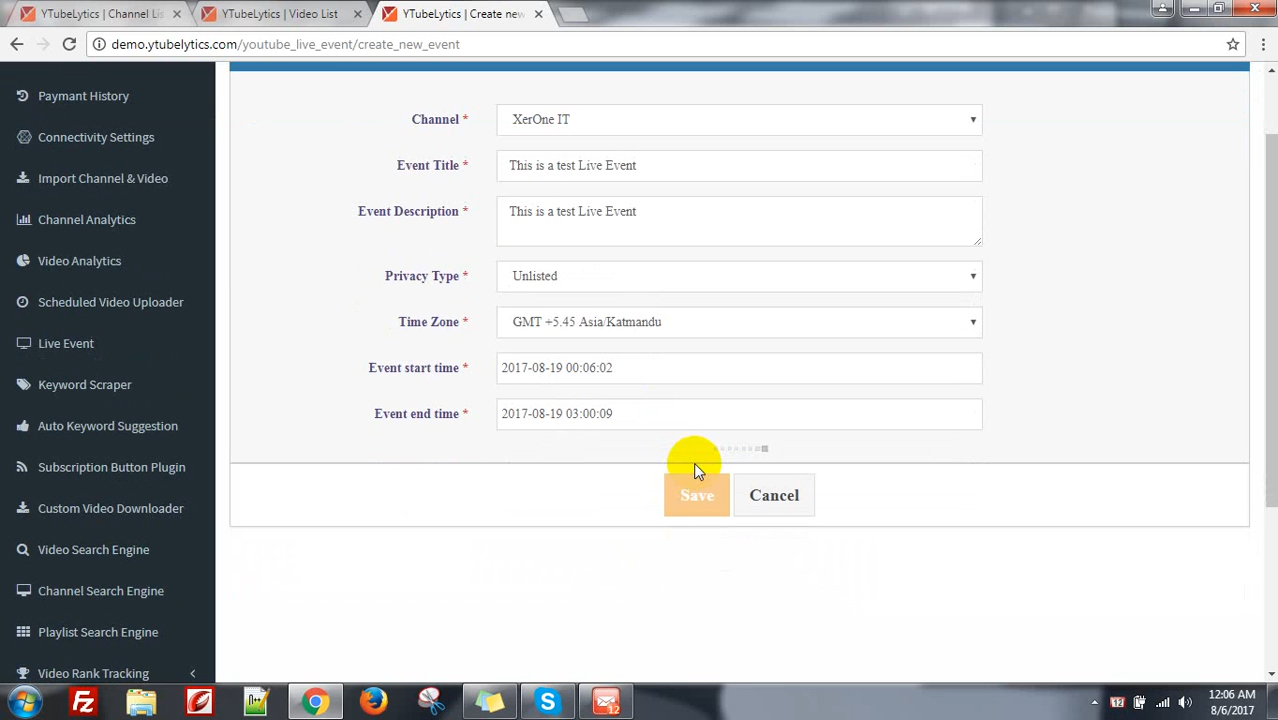 YTubeLytics | Channel Lis
YTubeLytics | Video List
YTubeLytics | Create new
demo.ytubelytics.com/youtube_live_event/create_new_event
Paymant History
Connectivity Settings
Import Channel & Video
Channel Analytics
Video Analytics
Scheduled Video Uploader
Live Event
Keyword Scraper
Auto Keyword Suggestion
Subscription Button Plugin
Custom Video Downloader
Video Search Engine
Channel Search Engine
Playlist Search Engine
Video Rank Tracking
Channel * XerOne IT
Event Title * This is a test Live Event
Event Description * This is a test Live Event
Privacy Type * Unlisted
Time Zone * GMT +5.45 Asia/Katmandu
Event start time * 2017-08-19 00:06:02
Event end time * 2017-08-19 03:00:09
Save Cancel
FZ
12
12
12:06 AM
8/6/2017